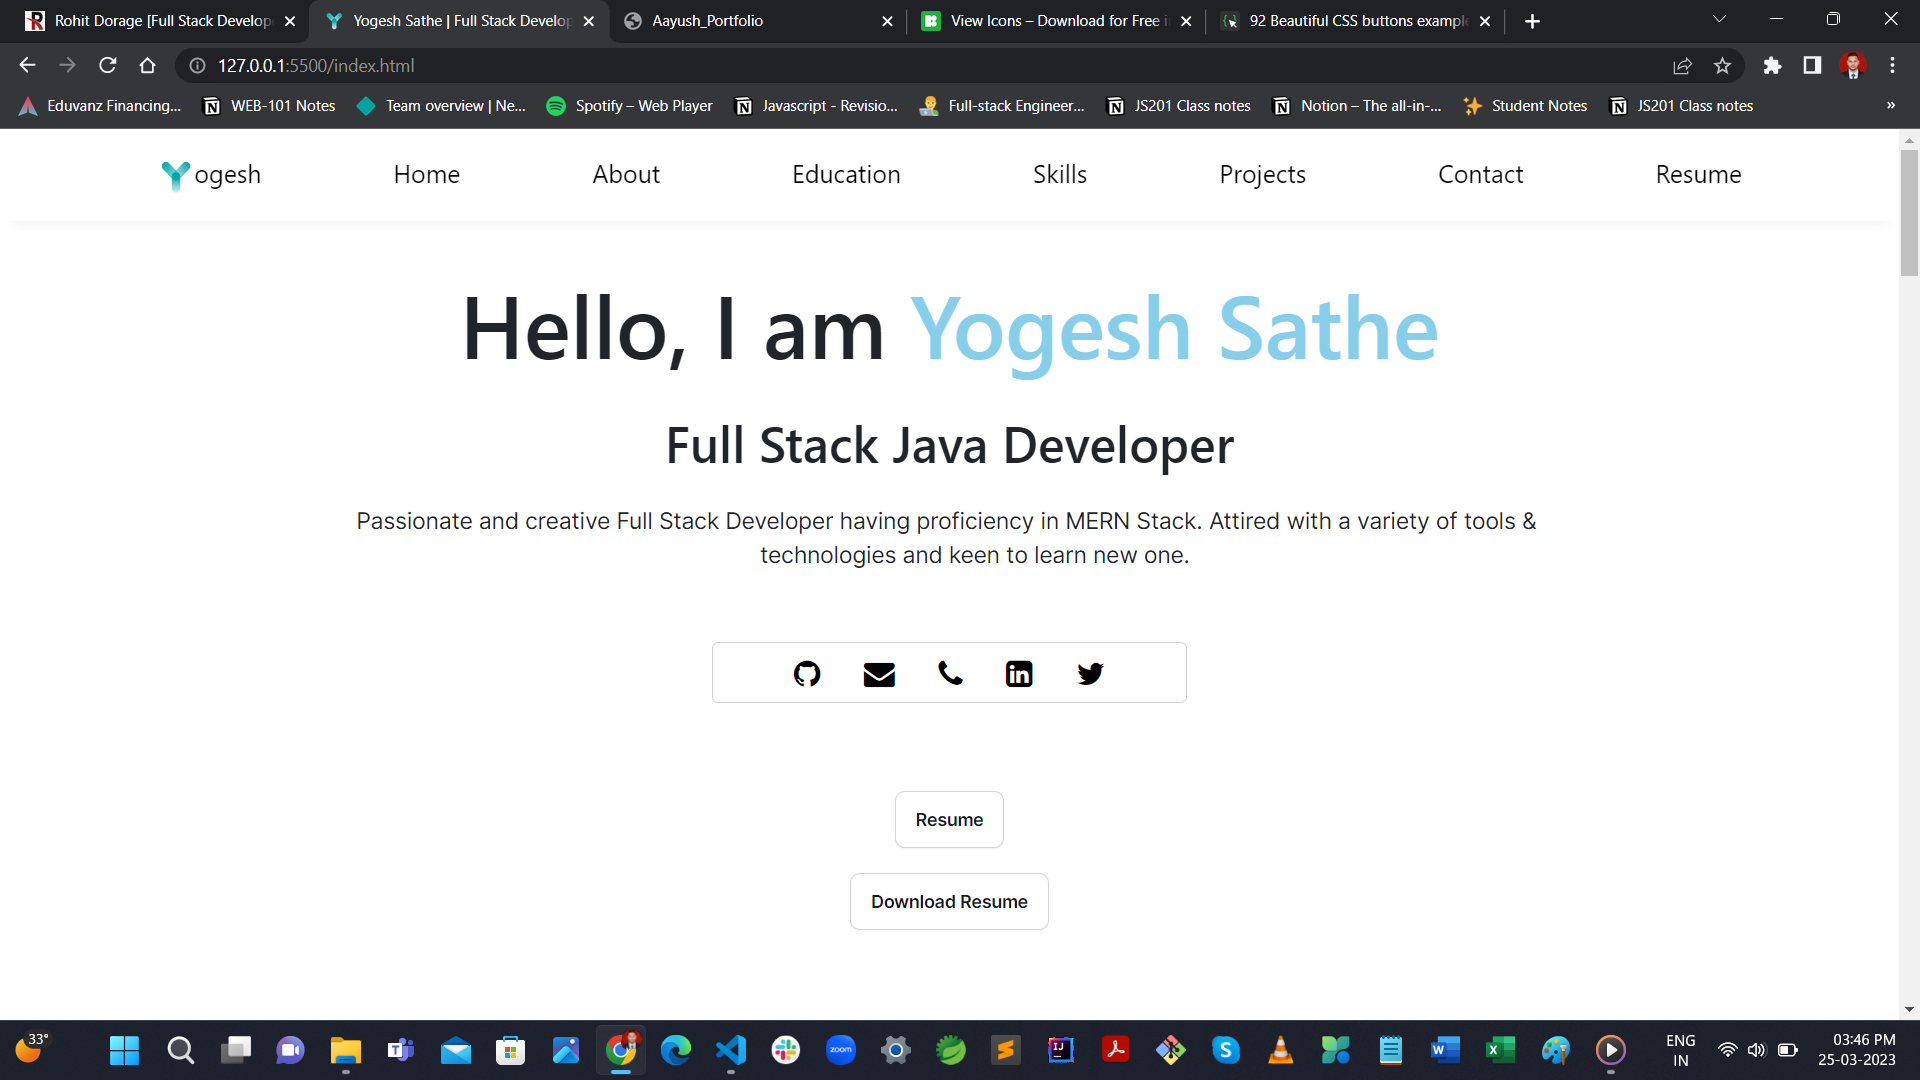 Rohit Dorage [Full Stack Develop
Yogesh Sathe | Full Stack Develop
Aayush_Portfolio
View Icons – Download for Free i
92 Beautiful CSS buttons example
127.0.0.1:5500/index.html
Eduvanz Financing...
WEB-101 Notes
Team overview | Ne...
Spotify – Web Player
Javascript - Revisio...
Full-stack Engineer...
JS201 Class notes
Notion – The all-in-...
Student Notes
JS201 Class notes
»
ogesh
Home
About
Education
Skills
Projects
Contact
Resume
Hello, I am Yogesh Sathe
Full Stack Java Developer
Passionate and creative Full Stack Developer having proficiency in MERN Stack. Attired with a variety of tools &
technologies and keen to learn new one.
in
Resume
Download Resume
33°
zoom
ENG
IN
03:46 PM
25-03-2023